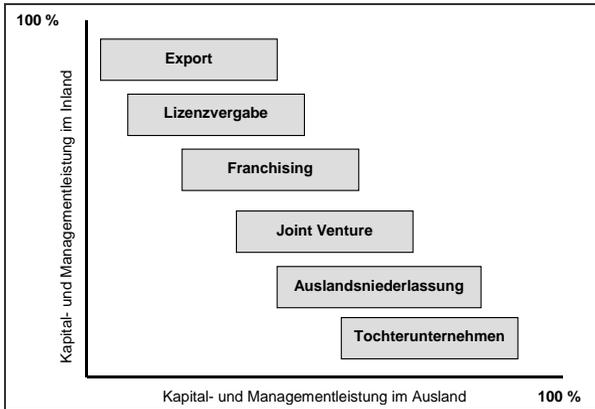 100 %
Kapital- und Managementleistung im Inland
Export
Lizenzvergabe
Franchising
Joint Venture
Auslandsniederlassung
Tochterunternehmen
Kapital- und Managementleistung im Ausland
100 %